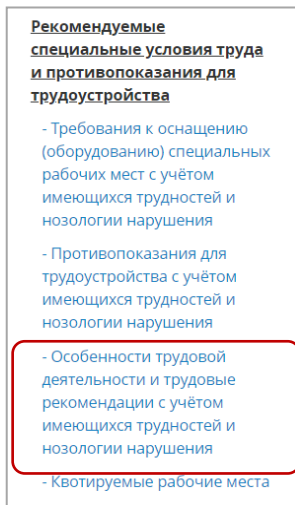 Рекомендуемые
специальные условия труда
и противопоказания для
трудоустройства
- Требования к оснащению
(оборудованию) специальных
рабочих мест с учётом
имеющихся трудностей и
нозологии нарушения
- Противопоказания для
трудоустройства с учётом
имеющихся трудностей и
нозологии нарушения
- Особенности трудовой
деятельности и трудовые
рекомендации с учётом
имеющихся трудностей и
нозологии нарушения
- Квотируемые рабочие места